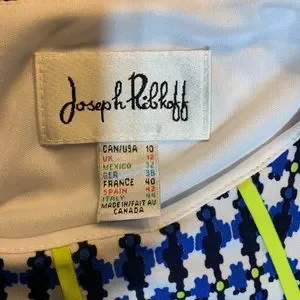 Joseph Ribkoff
CAN/USA 10
UK 12
MEXICO 32
GER 38
FRANCE 40
SPAIN 42
ITALY 44
MADE IN/FAIT AU
CANADA